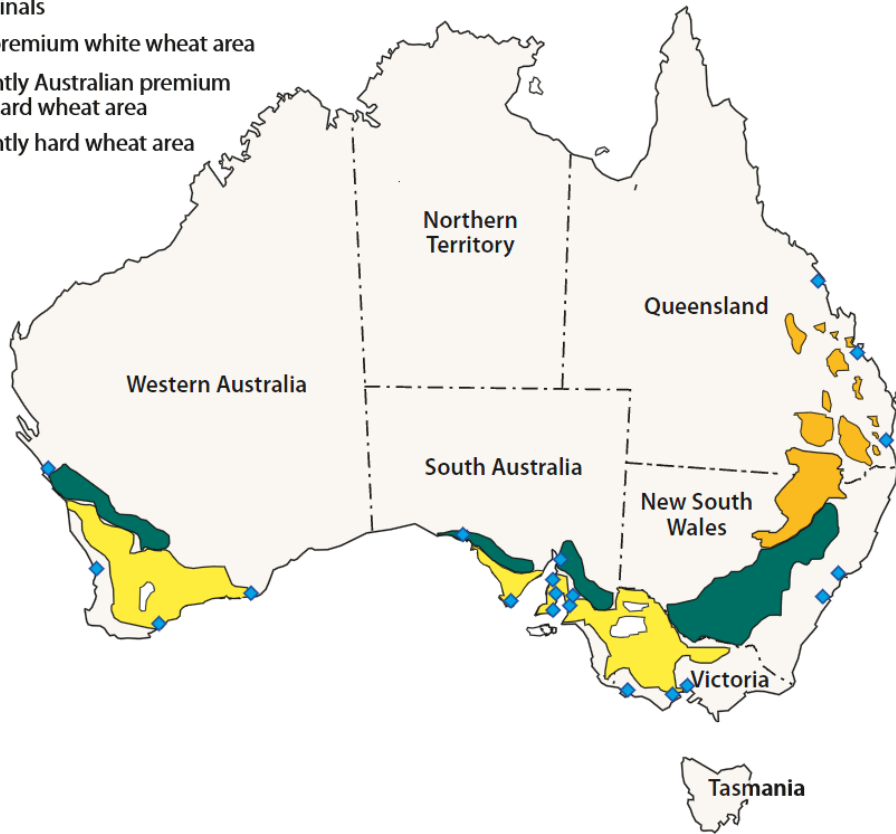 inals
premium white wheat area
ntly Australian premium
ard wheat area
ntly hard wheat area
Northern
Territory
Queensland
Western Australia
South Australia
New South
Wales
Victoria
Tasmania